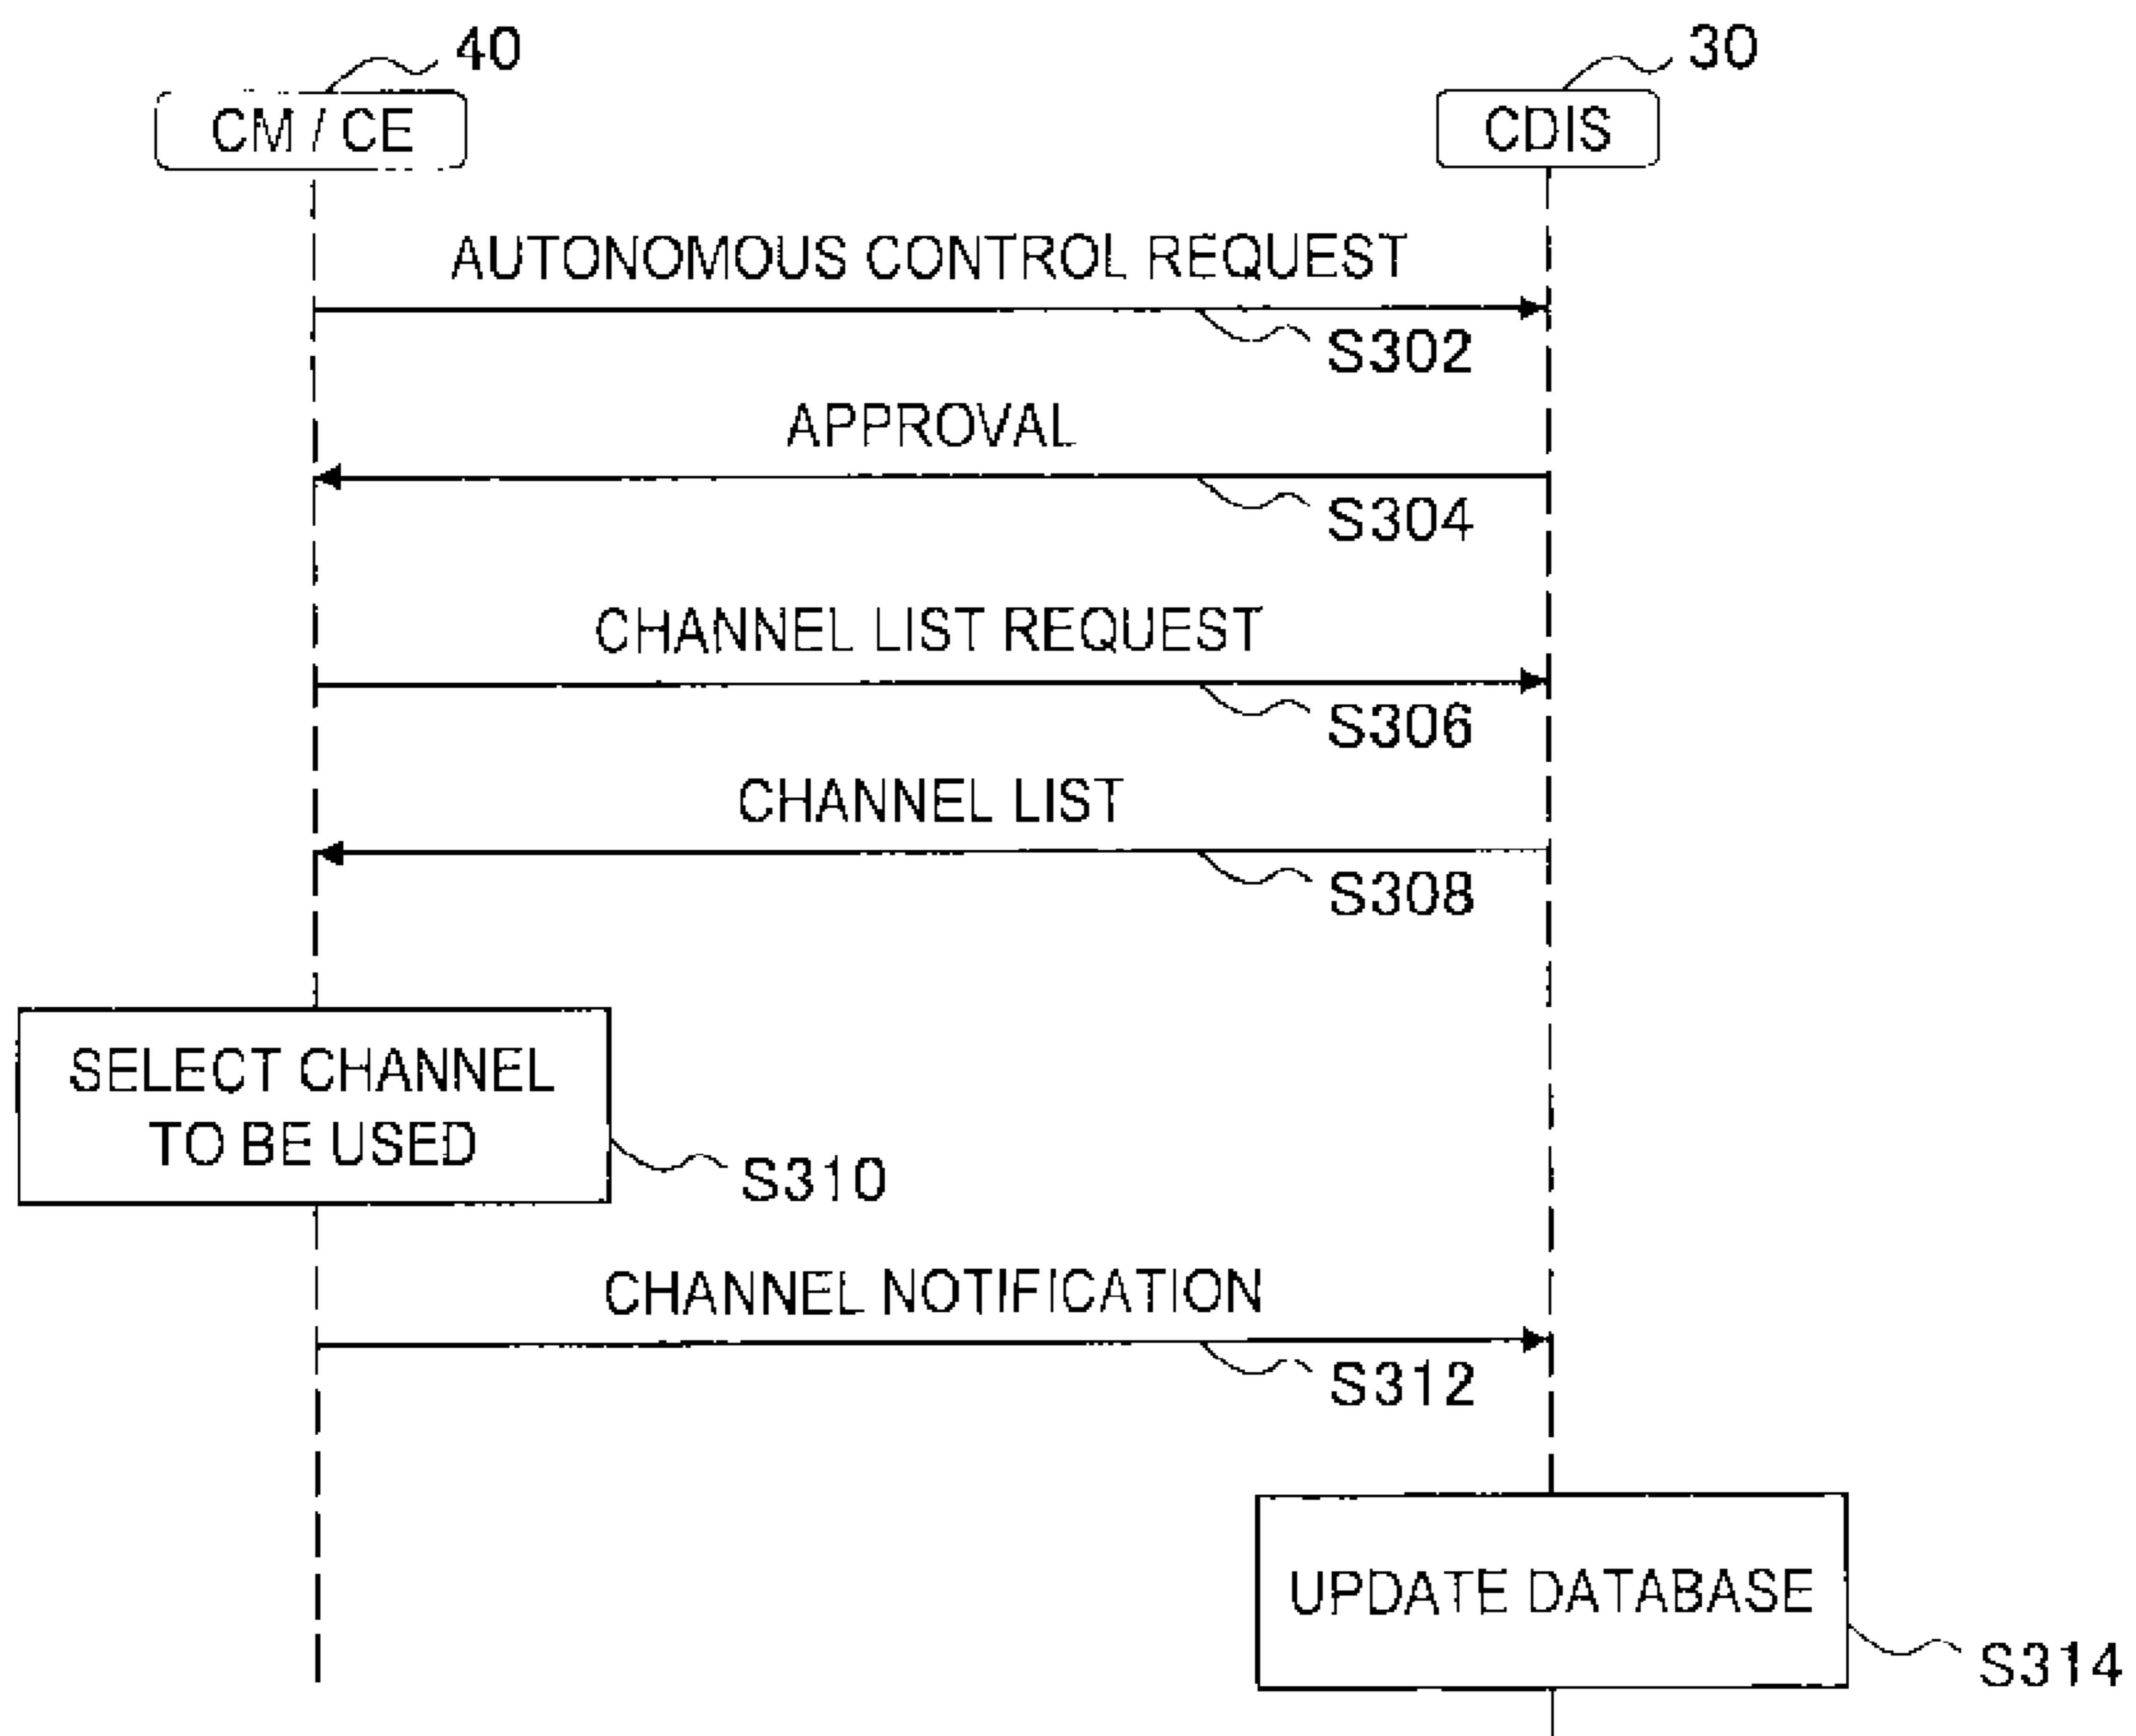 40
30
CM / CE
CDIS
AUTONOMOUS CONTROL REQUEST
S302
APPROVAL
S304
CHANNEL LIST REQUEST
S306
CHANNEL LIST
S308
SELECT CHANNEL
TO BE USED
S310
CHANNEL NOTIFICATION
S312
UPDATE DATABASE
S314